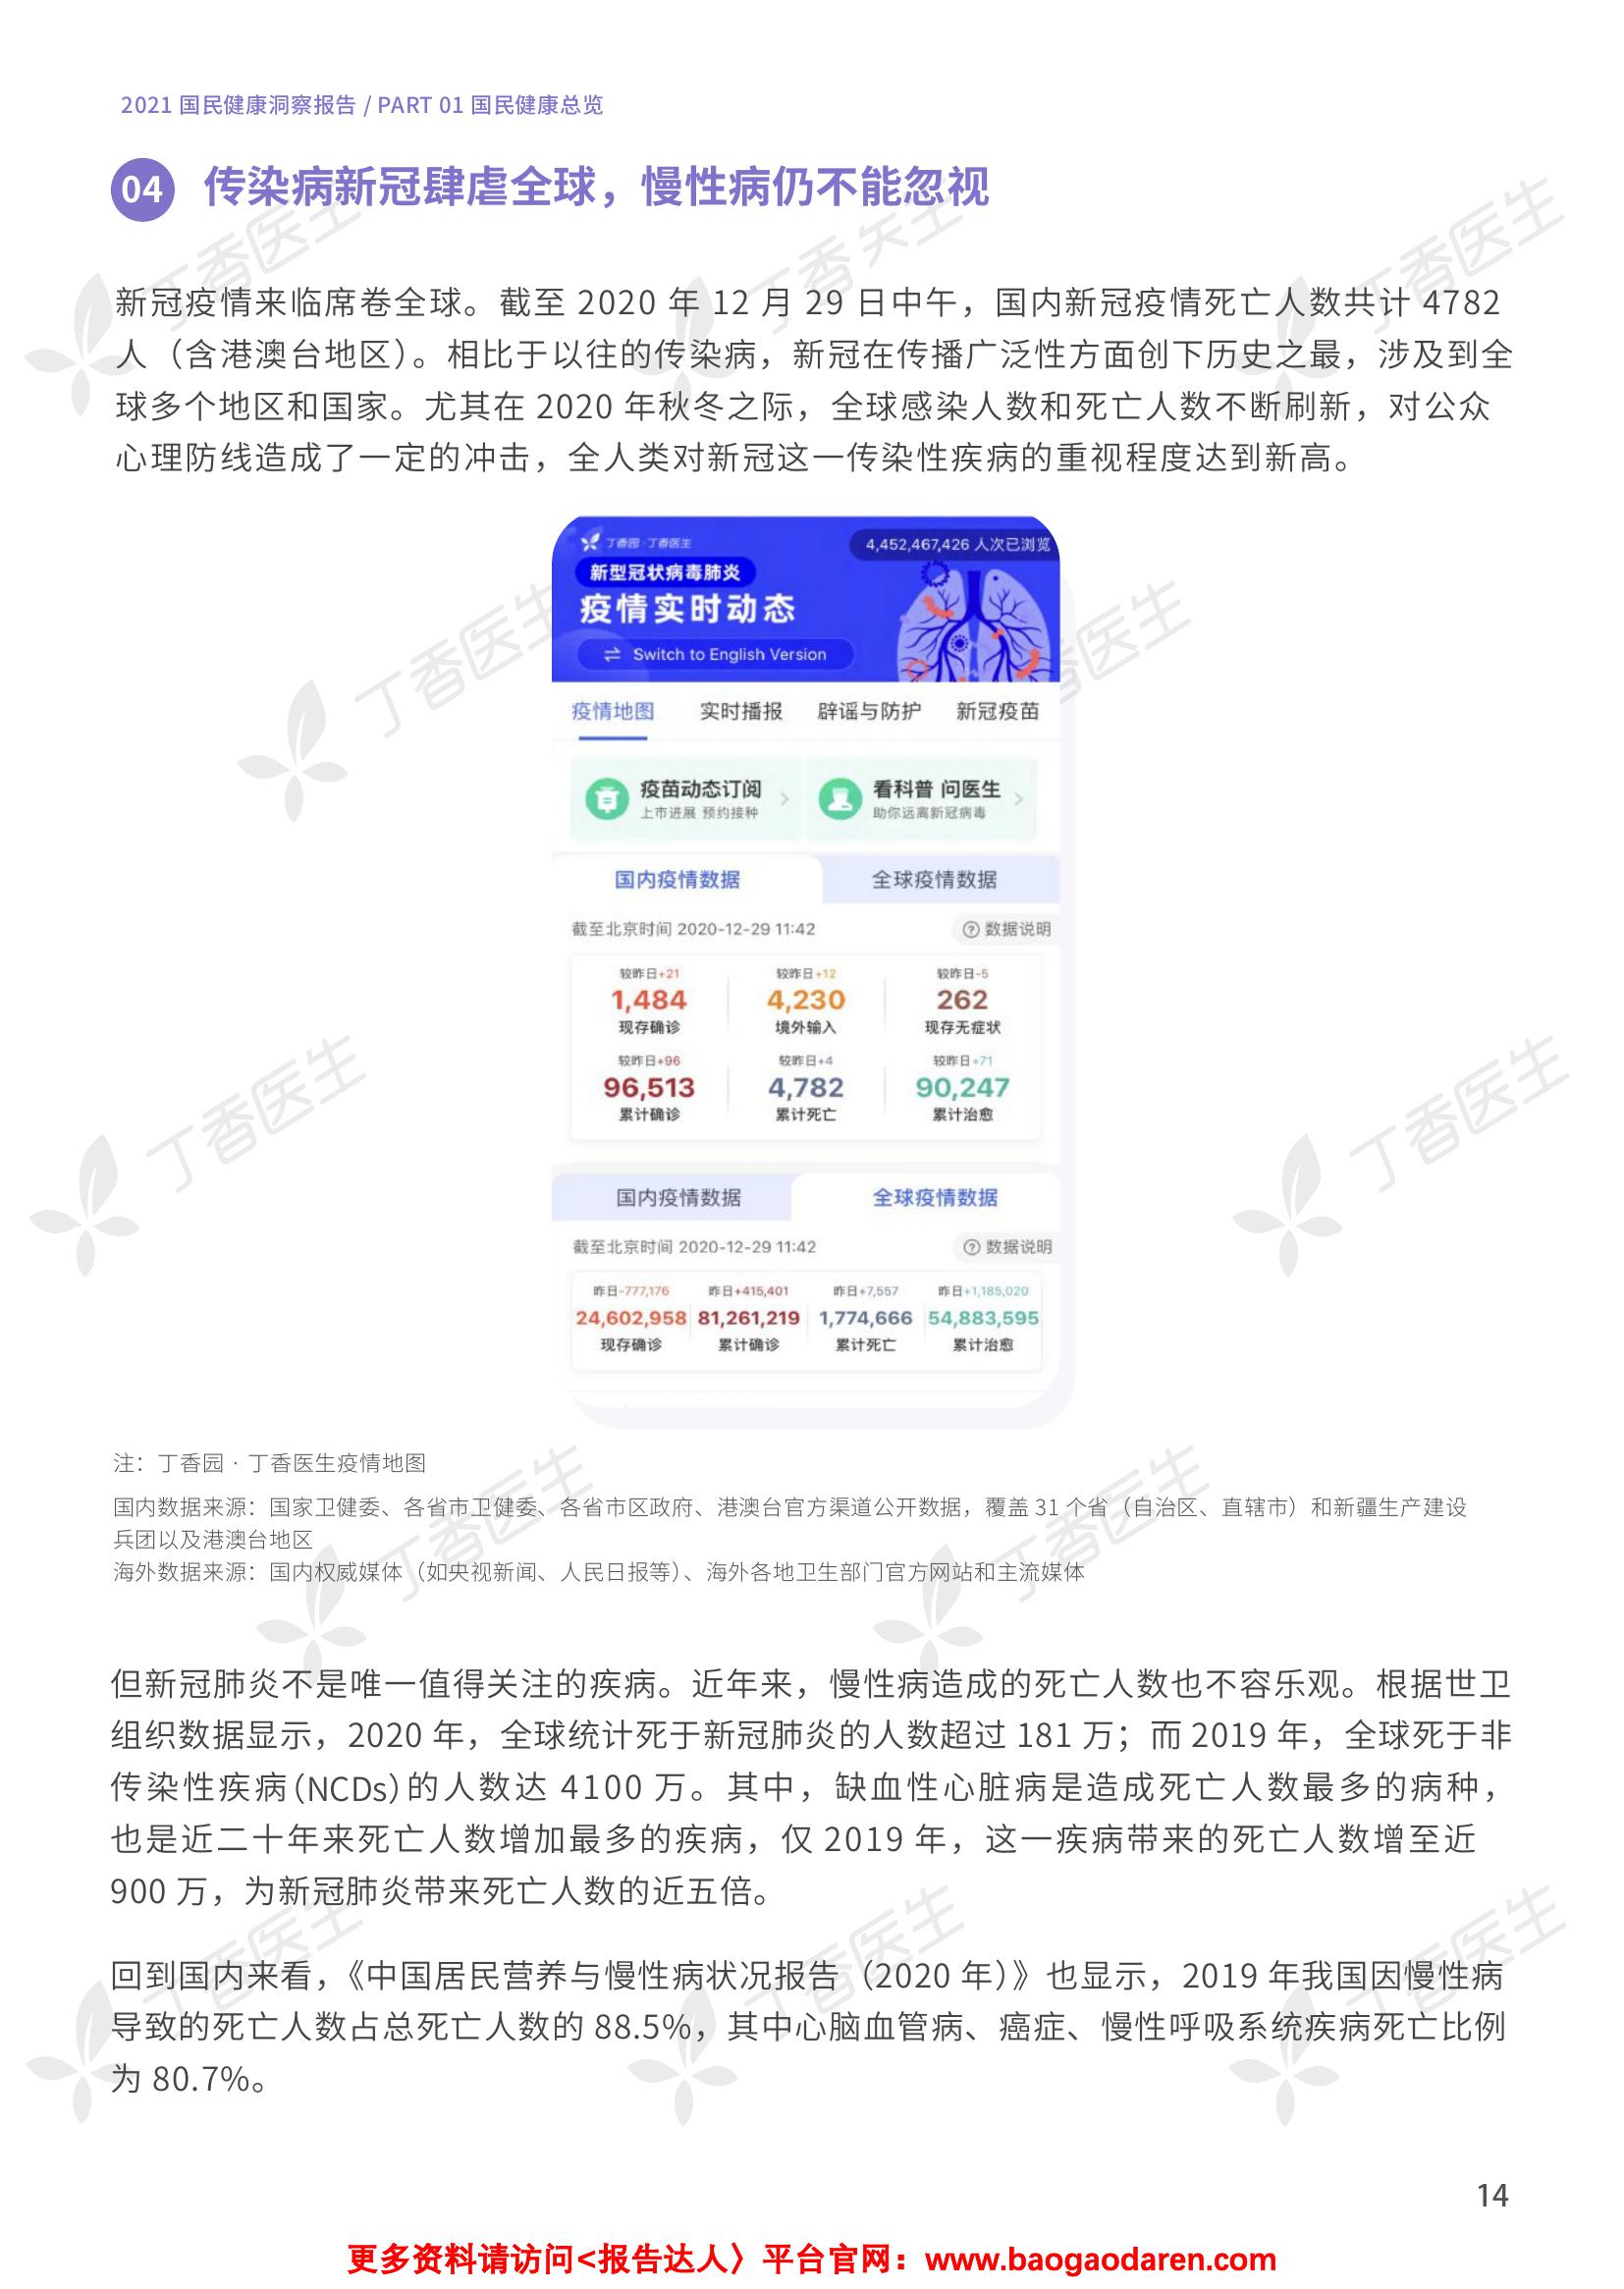 2021 国民健康洞察报告 / PART 01 国民健康总览
04 传染病新冠肆虐全球，慢性病仍不能忽视
新冠疫情来临席卷全球。截至 2020 年 12 月 29 日中午，国内新冠疫情死亡人数共计 4782
人（含港澳台地区）。相比于以往的传染病，新冠在传播广泛性方面创下历史之最，涉及到全
球多个地区和国家。尤其在 2020 年秋冬之际，全球感染人数和死亡人数不断刷新，对公众
心理防线造成了一定的冲击，全人类对新冠这一传染性疾病的重视程度达到新高。
丁香园·丁香医生
4,452,467,426 人次已浏览
新型冠状病毒肺炎
疫情实时动态
Switch to English Version
疫情地图 实时播报 辟谣与防护 新冠疫苗
疫苗动态订阅 看科普 问医生
上市进展 预约接种 助你远离新冠病毒
国内疫情数据 全球疫情数据
截至北京时间 2020-12-29 11:42 数据说明
较昨日+21 较昨日+12 较昨日-5
1,484 4,230 262
现存确诊 境外输入 现存无症状
较昨日+96 较昨日+4 较昨日+71
96,513 4,782 90,247
累计确诊 累计死亡 累计治愈
国内疫情数据 全球疫情数据
截至北京时间 2020-12-29 11:42 数据说明
昨日-777,176 昨日+415,401 昨日+7,557 昨日+1,185,020
24,602,958 81,261,219 1,774,666 54,883,595
现存确诊 累计确诊 累计死亡 累计治愈
注：丁香园 · 丁香医生疫情地图
国内数据来源：国家卫健委、各省市卫健委、各省市区政府、港澳台官方渠道公开数据，覆盖 31 个省（自治区、直辖市）和新疆生产建设
兵团以及港澳台地区
海外数据来源：国内权威媒体（如央视新闻、人民日报等）、海外各地卫生部门官方网站和主流媒体
但新冠肺炎不是唯一值得关注的疾病。近年来，慢性病造成的死亡人数也不容乐观。根据世卫
组织数据显示，2020 年，全球统计死于新冠肺炎的人数超过 181 万；而 2019 年，全球死于非
传染性疾病(NCDs)的人数达 4100 万。其中，缺血性心脏病是造成死亡人数最多的病种，
也是近二十年来死亡人数增加最多的疾病，仅 2019 年，这一疾病带来的死亡人数增至近
900 万，为新冠肺炎带来死亡人数的近五倍。
回到国内来看，《中国居民营养与慢性病状况报告（2020 年）》也显示，2019 年我国因慢性病
导致的死亡人数占总死亡人数的 88.5%，其中心脑血管病、癌症、慢性呼吸系统疾病死亡比例
为 80.7%。
14
更多资料请访问<报告达人〉平台官网：www.baogaodaren.com
丁香医生